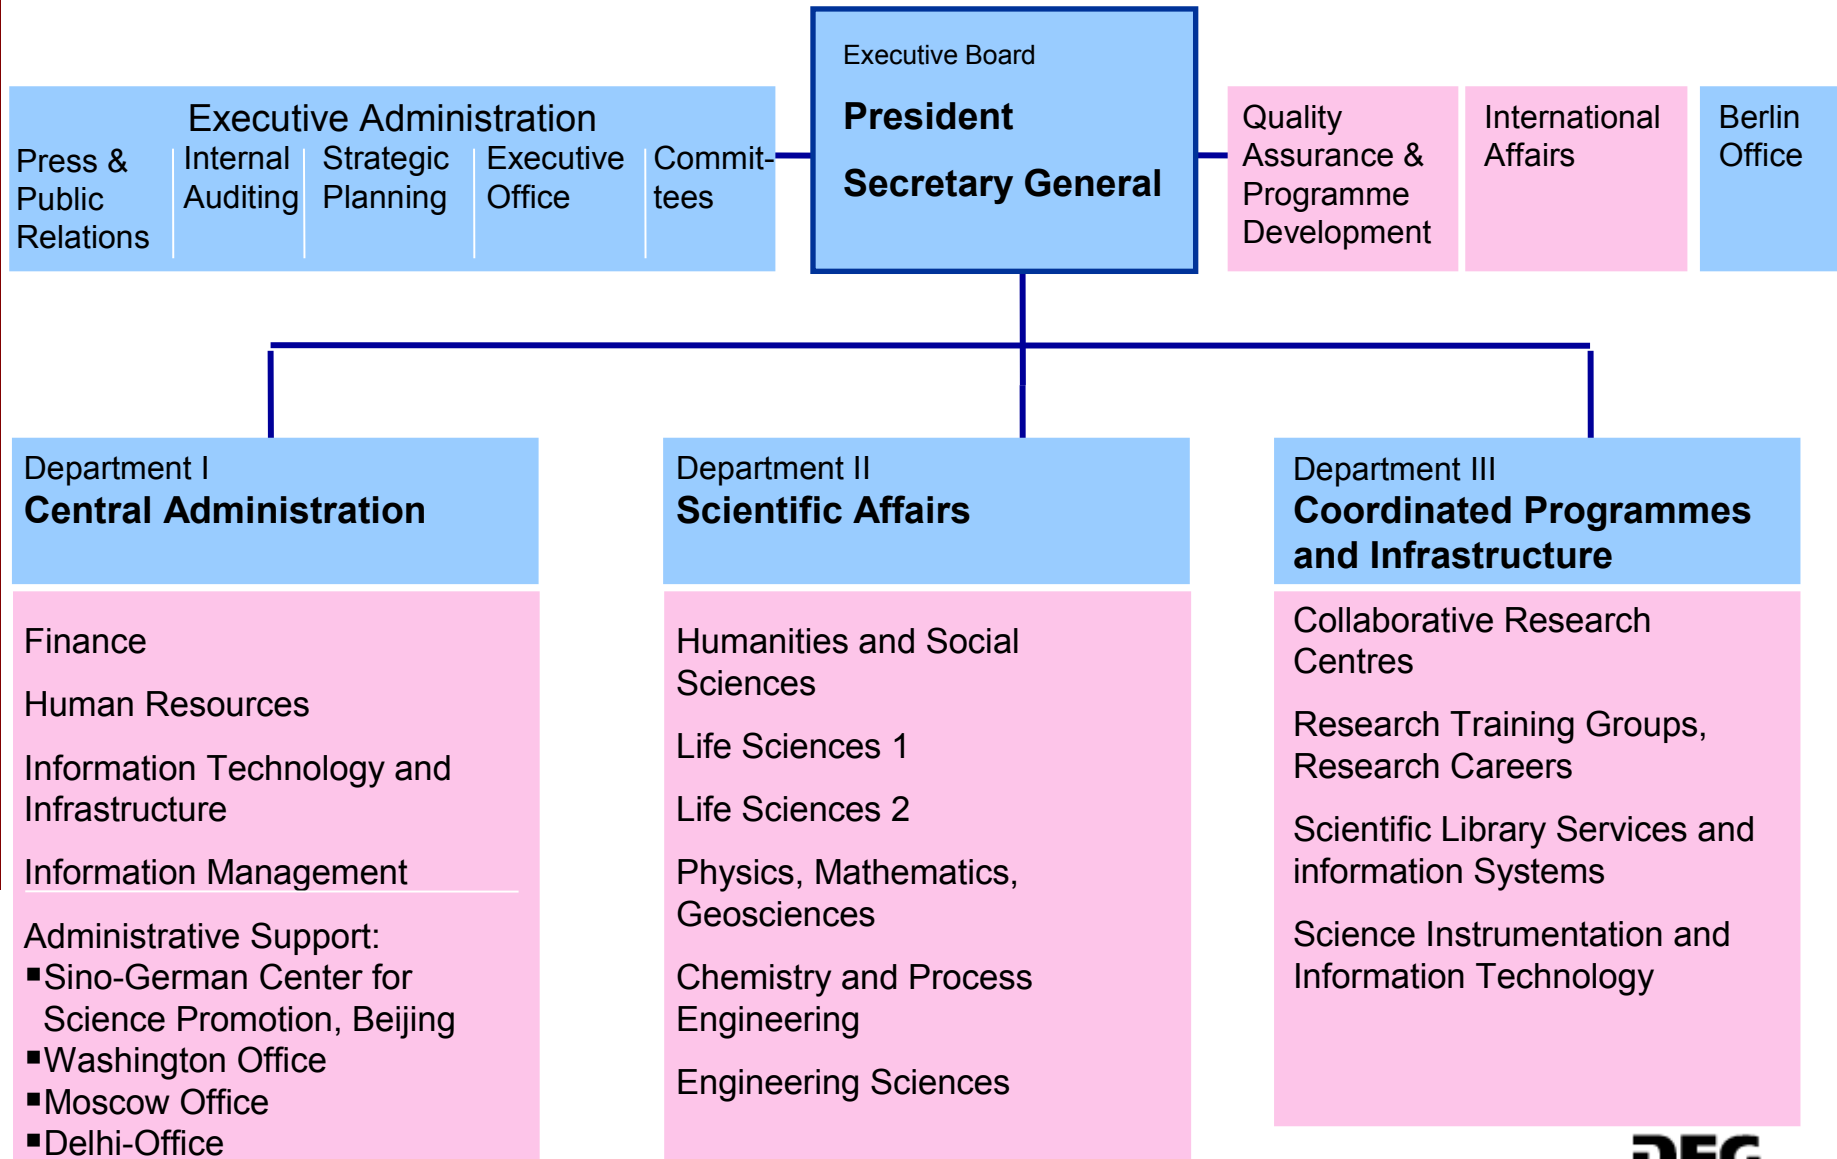 Executive Board
President
Secretary General
Executive Administration
Press &
Public
Relations
Internal
Auditing
Strategic
Planning
Executive
Office
Commit-
tees
Quality
Assurance &
Programme
Development
International
Affairs
Berlin
Office
Department I
Central Administration
Finance
Human Resources
Information Technology and
Infrastructure
Information Management
Administrative Support:
▪Sino-German Center for
Science Promotion, Beijing
▪Washington Office
▪Moscow Office
▪Delhi-Office
Department II
Scientific Affairs
Humanities and Social
Sciences
Life Sciences 1
Life Sciences 2
Physics, Mathematics,
Geosciences
Chemistry and Process
Engineering
Engineering Sciences
Department III
Coordinated Programmes
and Infrastructure
Collaborative Research
Centres
Research Training Groups,
Research Careers
Scientific Library Services and
information Systems
Science Instrumentation and
Information Technology
DFG